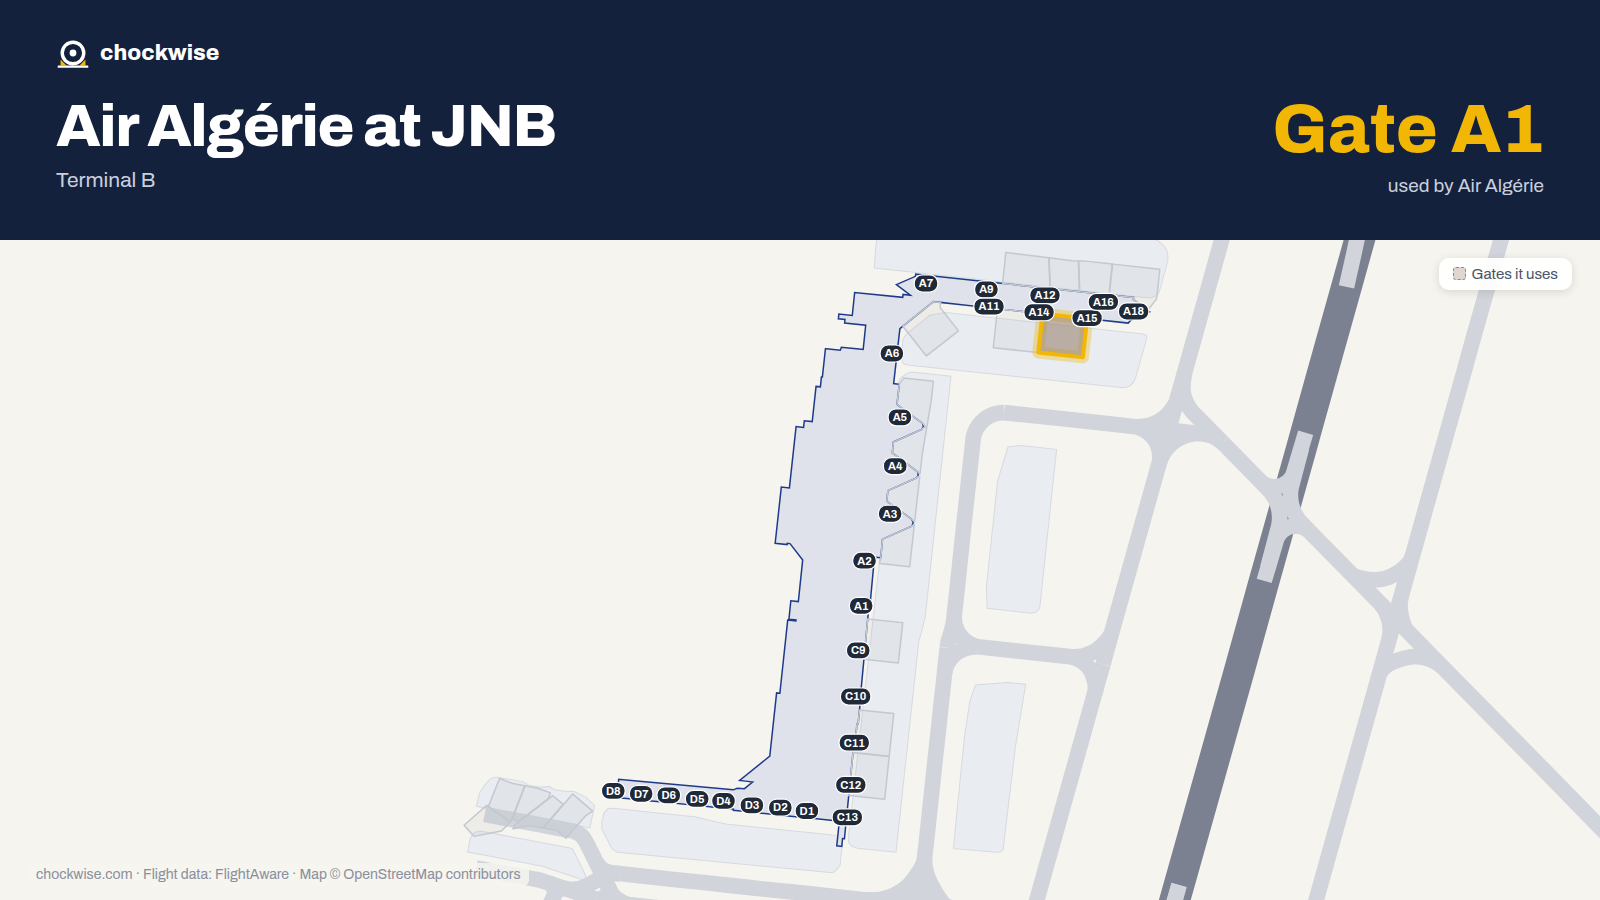 chockwise
Air Algérie at JNB
Terminal B
Gate A1
used by Air Algérie
Gates it uses
A7
A9
A11
A12
A14
A16
A15
A18
A6
A5
A4
A3
A2
A1
C9
C10
C11
C12
C13
D8
D7
D6
D5
D4
D3
D2
D1
chockwise.com · Flight data: FlightAware · Map © OpenStreetMap contributors